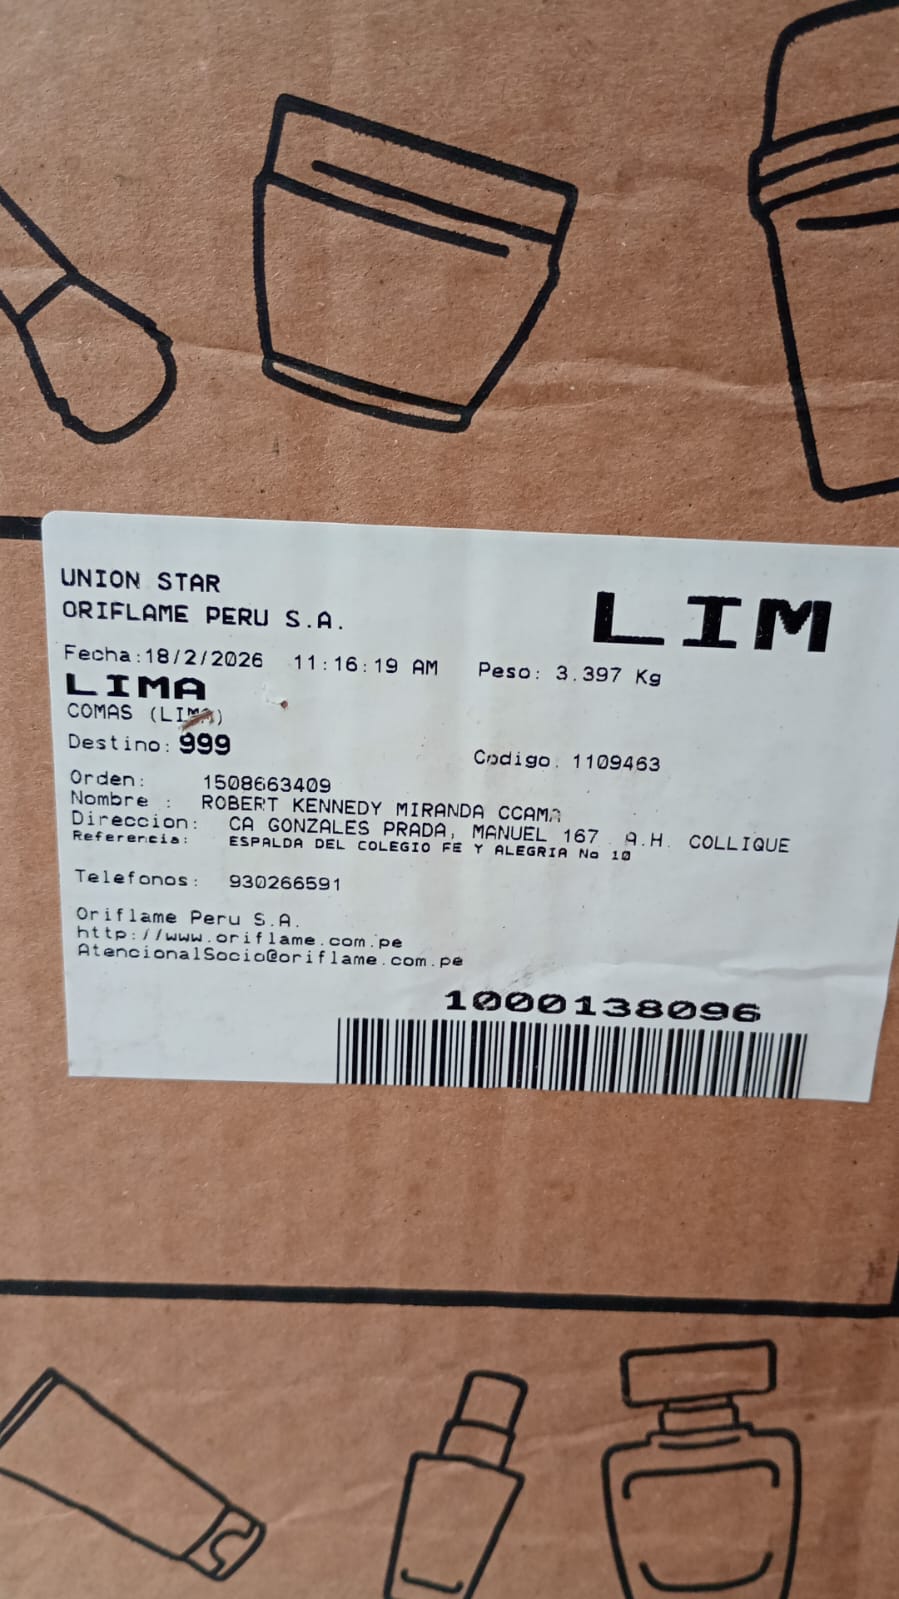 UNION STAR
ORIFLAME PERU S.A.
LIM
Fecha:18/2/2026 11:16:19 AM Peso: 3.397 Kg
LIMA
COMAS (LIMA)
Destino: 999 Codigo. 1109463
Orden: 1508663409
Nombre : ROBERT KENNEDY MIRANDA CCAMA
Direccion: CA GONZALES PRADA, MANUEL 167 . A.H. COLLIQUE
Referencia: ESPALDA DEL COLEGIO FE Y ALEGRIA No 10
Telefonos: 930266591
Oriflame Peru S.A.
http://www.oriflame.com.pe
AtencionalSocio@oriflame.com.pe
1000138096